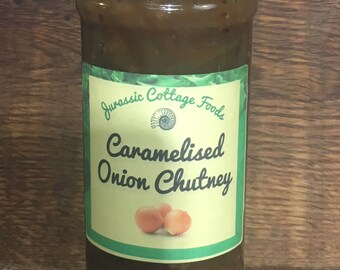 Jurassic Cottage Foods
Caramelised
Onion Chutney